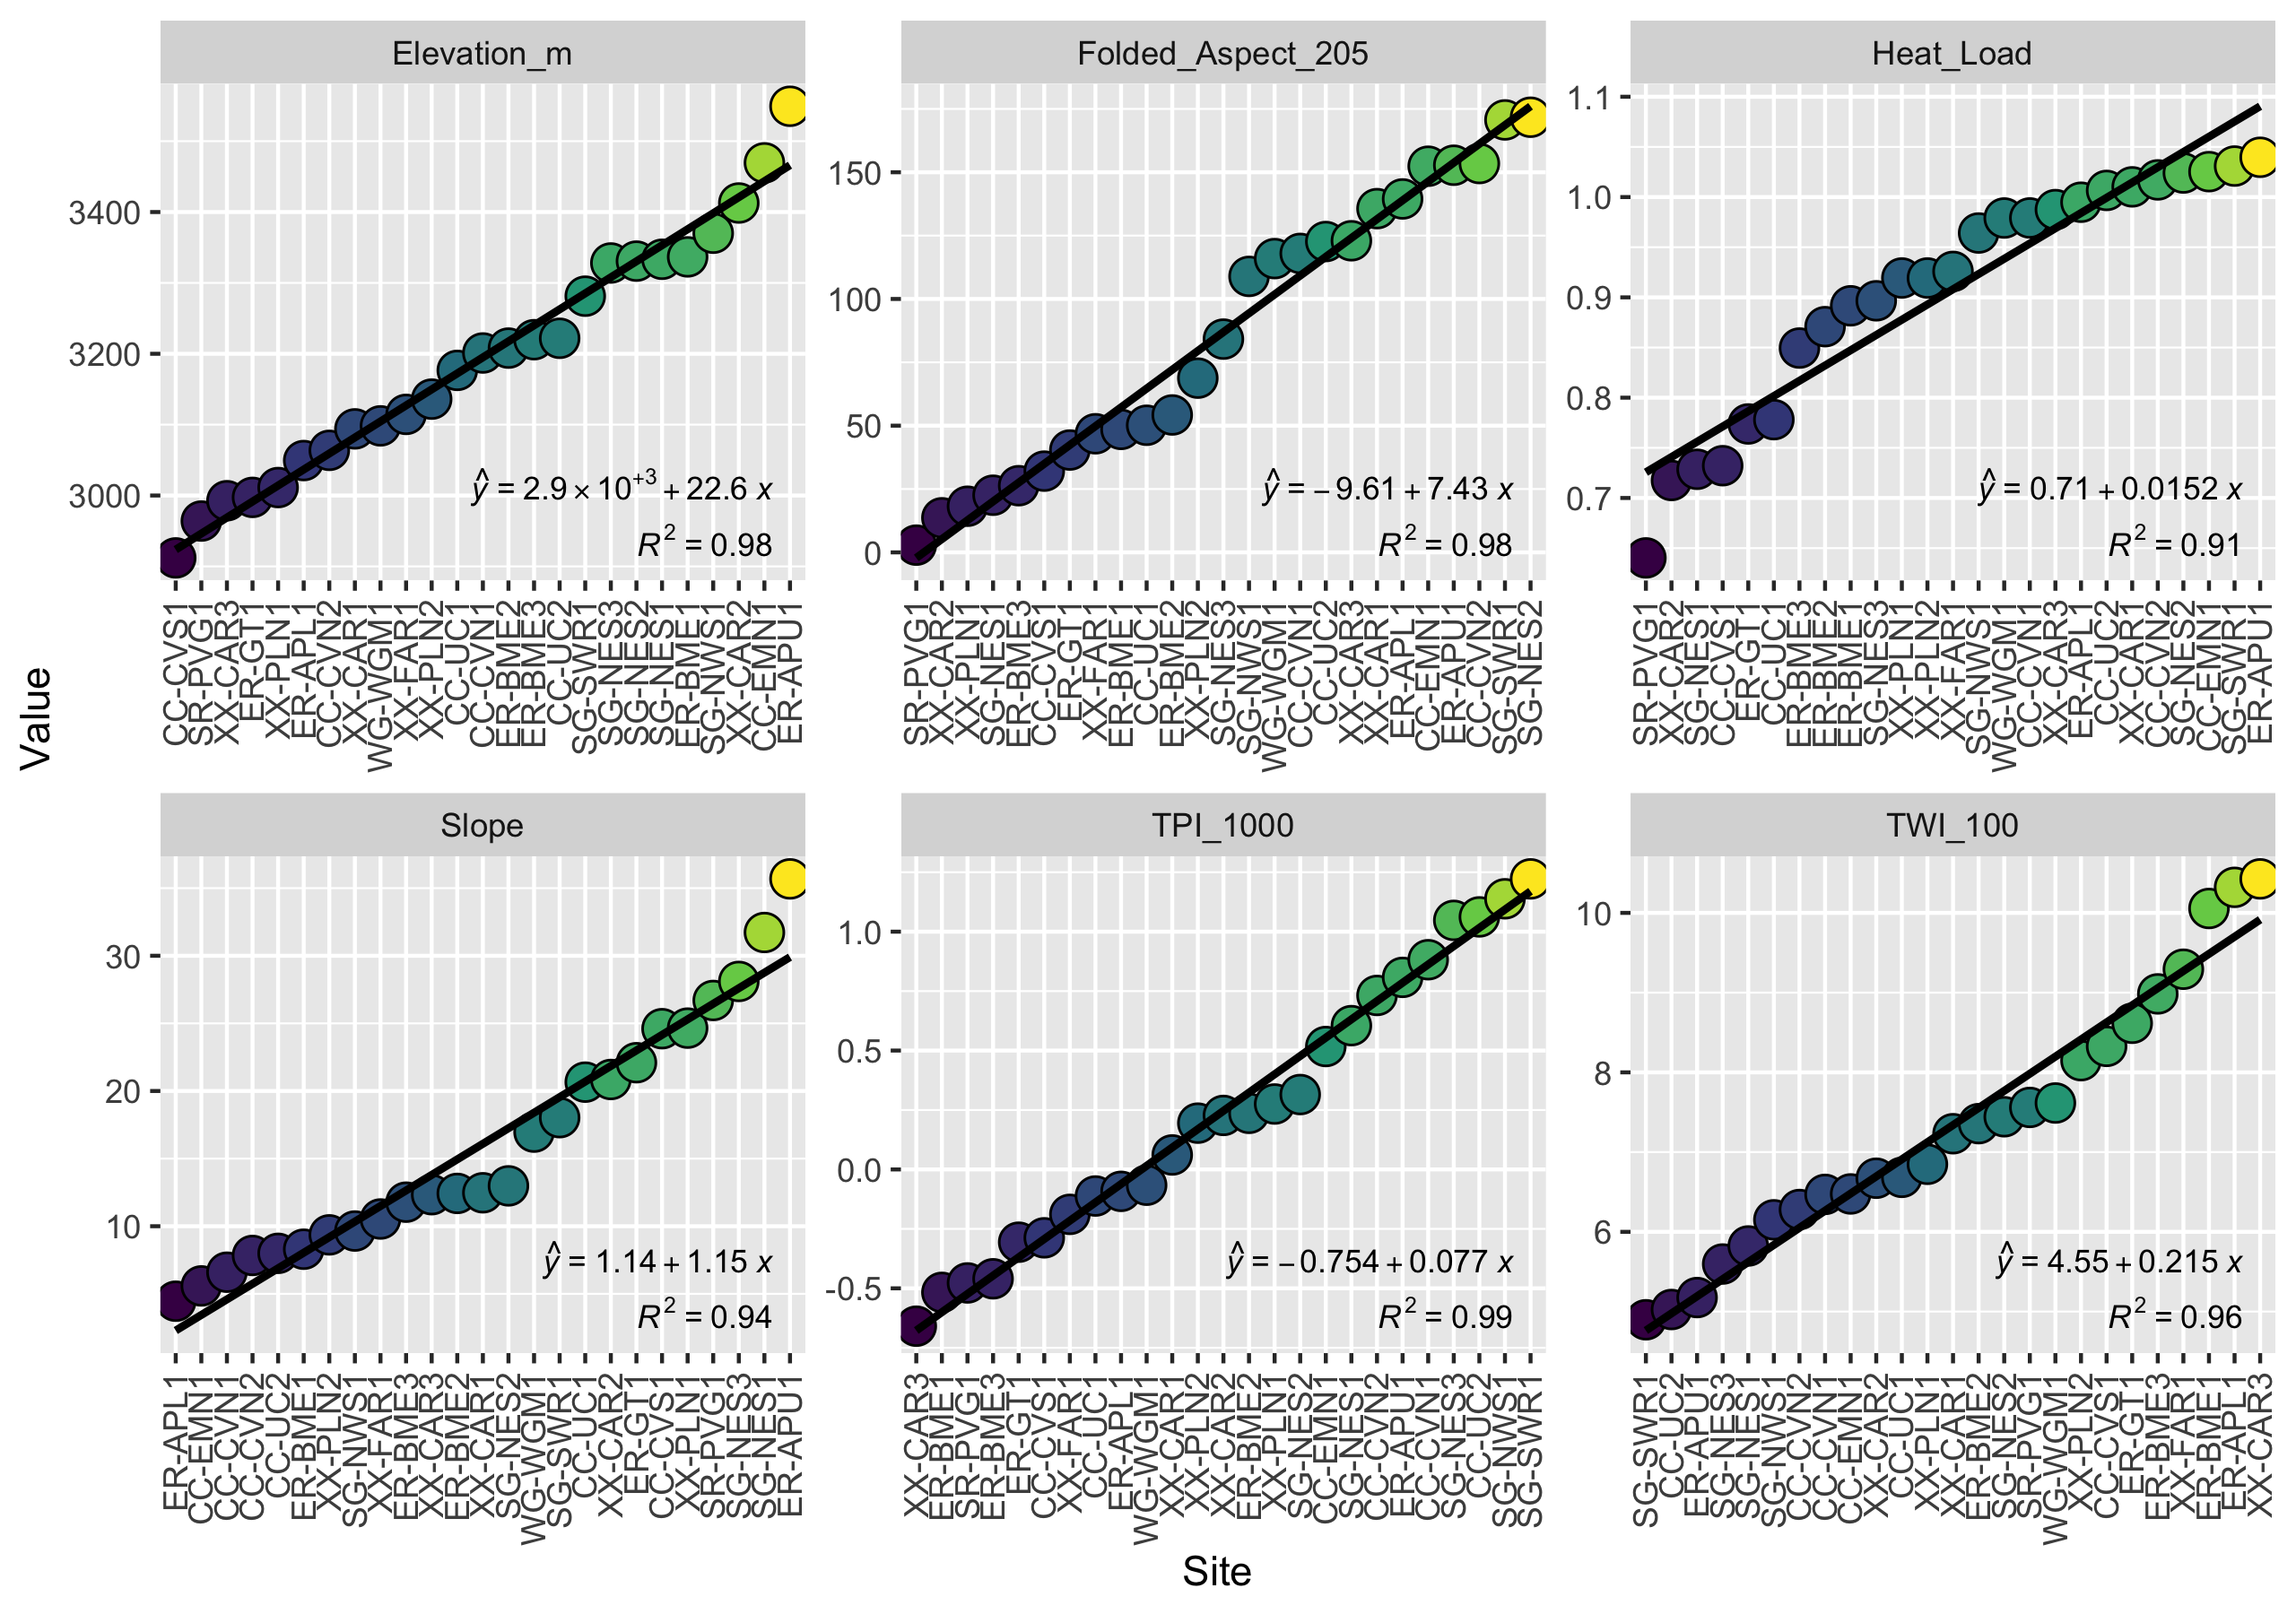 Elevation_m
Folded_Aspect_205
Heat_Load
3400
3200
3000
ŷ = 2.9 × 10⁺³ + 22.6 x
R² = 0.98
150
100
50
0
ŷ = − 9.61 + 7.43 x
R² = 0.98
1.1
1.0
0.9
0.8
0.7
ŷ = 0.71 + 0.0152 x
R² = 0.91
CC-CVS1
SR-PVG1
XX-CAR3
ER-GT1
XX-PLN1
ER-APL1
CC-CVN2
XX-CAR1
WG-WGM1
XX-FAR1
XX-PLN2
CC-UC1
CC-CVN1
ER-BME2
ER-BME3
CC-UC2
SG-SWR1
SG-NES3
SG-NES2
SG-NES1
ER-BME1
SG-NWS1
XX-CAR2
CC-EMN1
ER-APU1
SR-PVG1
XX-CAR2
XX-PLN1
SG-NES1
ER-BME3
CC-CVS1
ER-GT1
XX-FAR1
ER-BME1
CC-UC1
ER-BME2
XX-PLN2
SG-NES3
SG-NWS1
WG-WGM1
CC-CVN1
CC-UC2
XX-CAR3
XX-CAR1
ER-APL1
CC-EMN1
ER-APU1
CC-CVN2
SG-SWR1
SG-NES2
SR-PVG1
XX-CAR2
SG-NES1
CC-CVS1
ER-GT1
CC-UC1
ER-BME3
ER-BME2
ER-BME1
SG-NES3
XX-PLN1
XX-PLN2
XX-FAR1
SG-NWS1
WG-WGM1
CC-CVN1
XX-CAR3
ER-APL1
CC-UC2
XX-CAR1
CC-CVN2
SG-NES2
CC-EMN1
SG-SWR1
ER-APU1
Value
Slope
TPI_1000
TWI_100
30
20
10
ŷ = 1.14 + 1.15 x
R² = 0.94
1.0
0.5
0.0
-0.5
ŷ = − 0.754 + 0.077 x
R² = 0.99
10
8
6
ŷ = 4.55 + 0.215 x
R² = 0.96
ER-APL1
CC-EMN1
CC-CVN1
CC-CVN2
CC-UC2
ER-BME1
XX-PLN2
SG-NWS1
XX-FAR1
ER-BME3
XX-CAR3
ER-BME2
XX-CAR1
SG-NES2
WG-WGM1
SG-SWR1
CC-UC1
XX-CAR2
ER-GT1
CC-CVS1
XX-PLN1
SR-PVG1
SG-NES3
SG-NES1
ER-APU1
XX-CAR3
ER-BME1
SR-PVG1
ER-BME3
ER-GT1
CC-CVS1
XX-FAR1
CC-UC1
ER-APL1
WG-WGM1
XX-CAR1
XX-PLN2
XX-CAR2
ER-BME2
XX-PLN1
SG-NES2
CC-EMN1
SG-NES1
CC-CVN2
ER-APU1
CC-CVN1
SG-NES3
CC-UC2
SG-NWS1
SG-SWR1
SG-SWR1
CC-UC2
ER-APU1
SG-NES3
SG-NES1
SG-NWS1
CC-CVN2
CC-CVN1
CC-EMN1
XX-CAR2
CC-UC1
XX-PLN1
XX-CAR1
ER-BME2
SG-NES2
SR-PVG1
WG-WGM1
XX-PLN2
CC-CVS1
ER-GT1
ER-BME3
XX-FAR1
ER-BME1
ER-APL1
XX-CAR3
Site